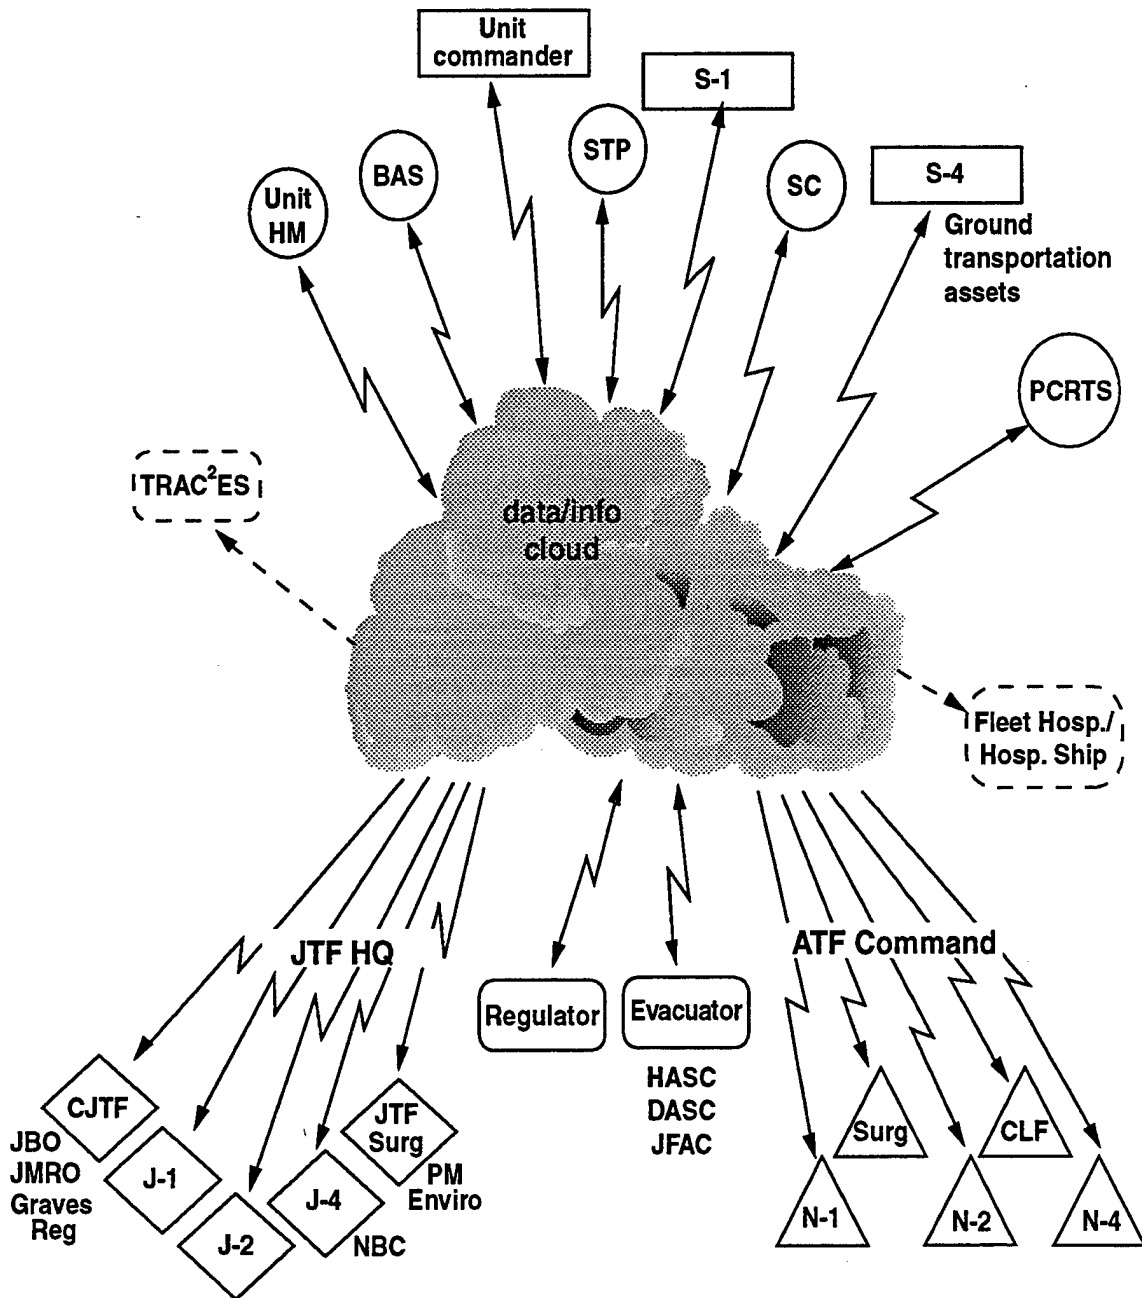 Unit
commander
S-1
STP
BAS
SC
S-4
Unit
HM
Ground
transportation
assets
PCRTS
TRAC²ES
data/info
cloud
Fleet Hosp./
Hosp. Ship
JTF HQ
ATF Command
Regulator
Evacuator
HASC
DASC
JFAC
CJTF
JBO
JMRO
Graves
Reg
J-1
J-2
J-4
NBC
JTF
Surg
PM
Enviro
Surg
CLF
N-1
N-2
N-4